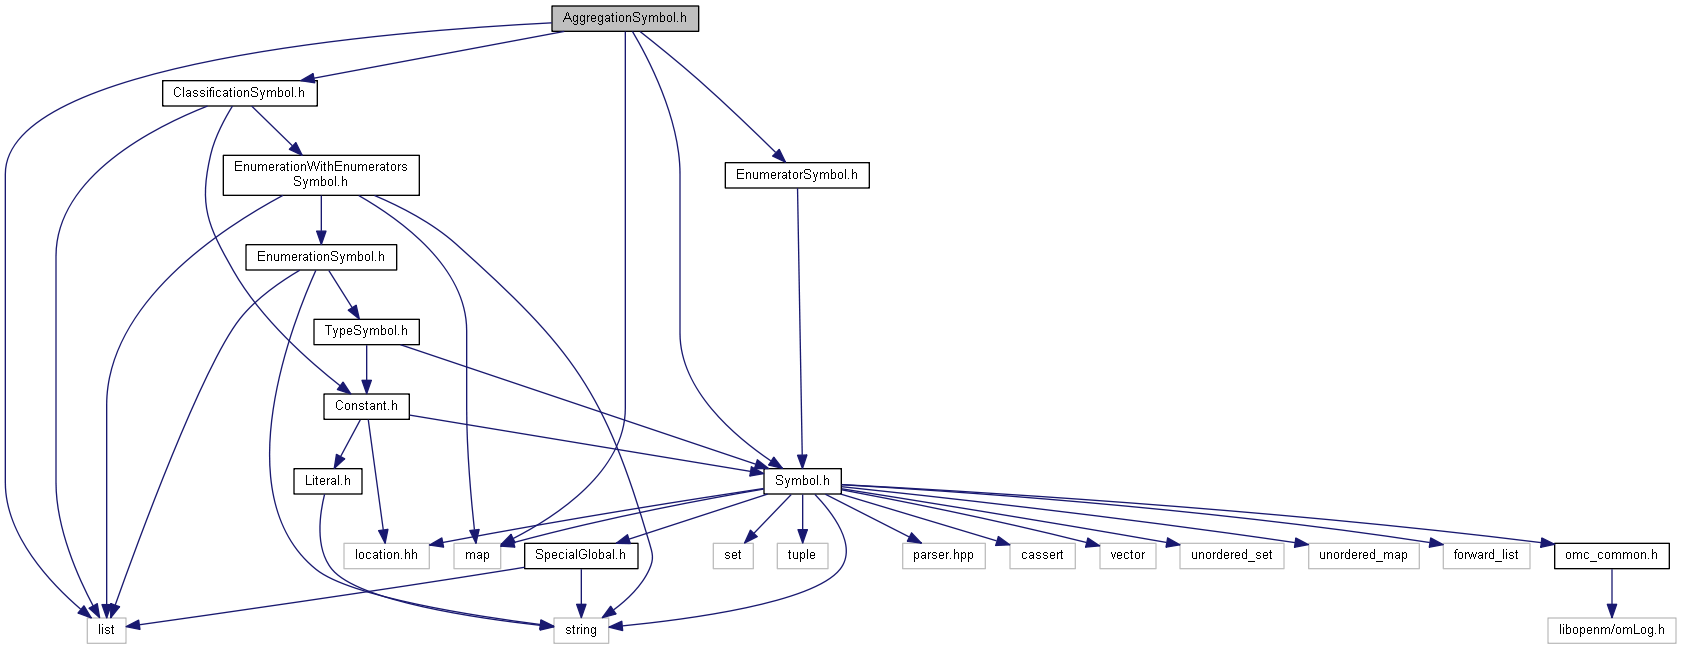 AggregationSymbol.h
ClassificationSymbol.h
EnumerationWithEnumerators
Symbol.h
EnumeratorSymbol.h
EnumerationSymbol.h
TypeSymbol.h
Constant.h
Literal.h
Symbol.h
location.hh
map
SpecialGlobal.h
set
tuple
parser.hpp
cassert
vector
unordered_set
unordered_map
forward_list
omc_common.h
list
string
libopenm/omLog.h